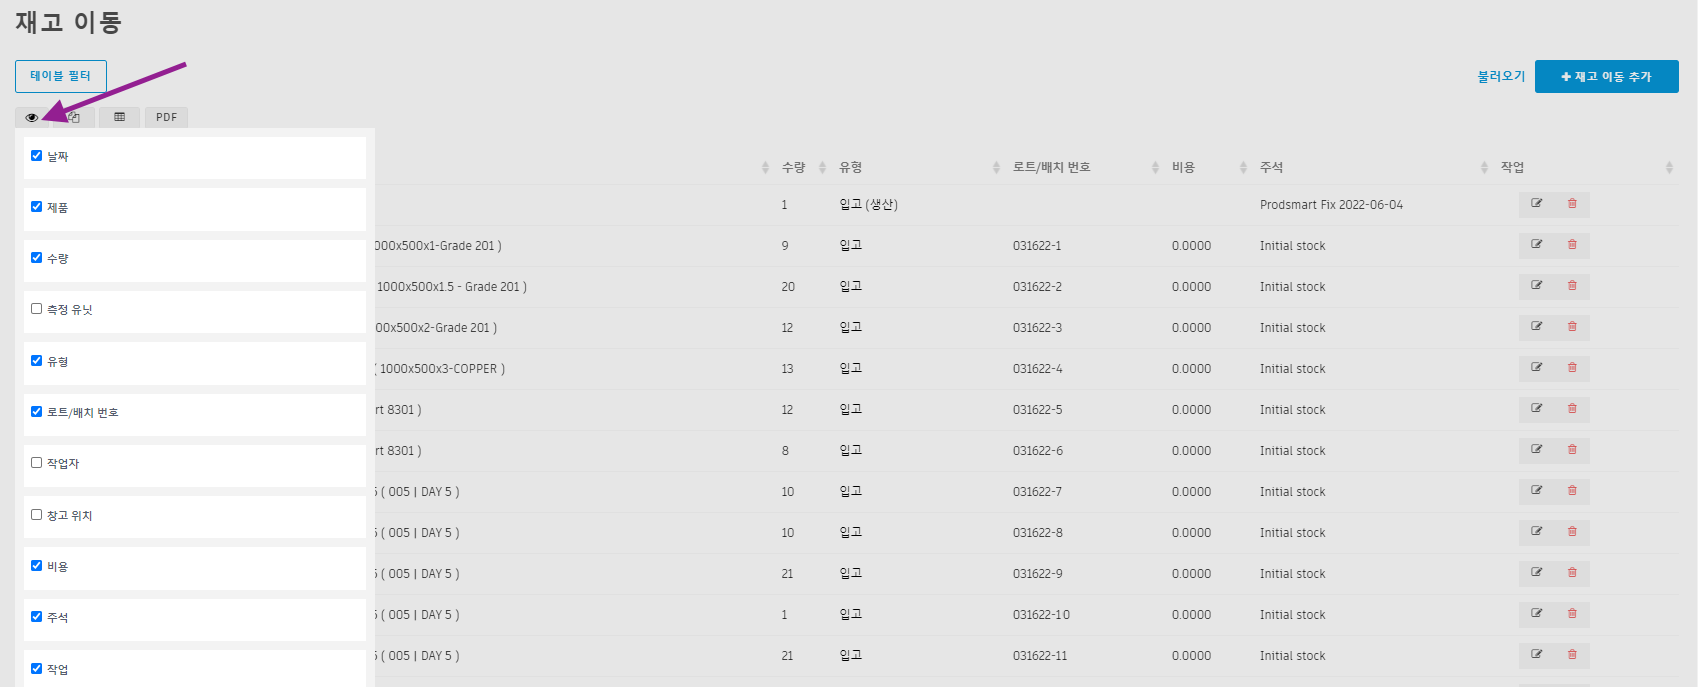 재고 이동
테이블 필터
불러오기
재고 이동 추가
PDF
날짜
제품
수량
측정 유닛
유형
로트/배치 번호
작업자
창고 위치
비용
주석
작업
수량 유형 로트/배치 번호 비용 주석 작업
1 입고 (생산) Prodsmart Fix 2022-06-04
000x500x1-Grade 201 ) 9 입고 031622-1 0.0000 Initial stock
1000x500x1.5 - Grade 201 ) 20 입고 031622-2 0.0000 Initial stock
00x500x2-Grade 201 ) 12 입고 031622-3 0.0000 Initial stock
( 1000x500x3-COPPER ) 13 입고 031622-4 0.0000 Initial stock
rt 8301 ) 12 입고 031622-5 0.0000 Initial stock
rt 8301 ) 8 입고 031622-6 0.0000 Initial stock
5 ( 005 | DAY 5 ) 10 입고 031622-7 0.0000 Initial stock
5 ( 005 | DAY 5 ) 10 입고 031622-8 0.0000 Initial stock
5 ( 005 | DAY 5 ) 21 입고 031622-9 0.0000 Initial stock
5 ( 005 | DAY 5 ) 1 입고 031622-10 0.0000 Initial stock
5 ( 005 | DAY 5 ) 21 입고 031622-11 0.0000 Initial stock